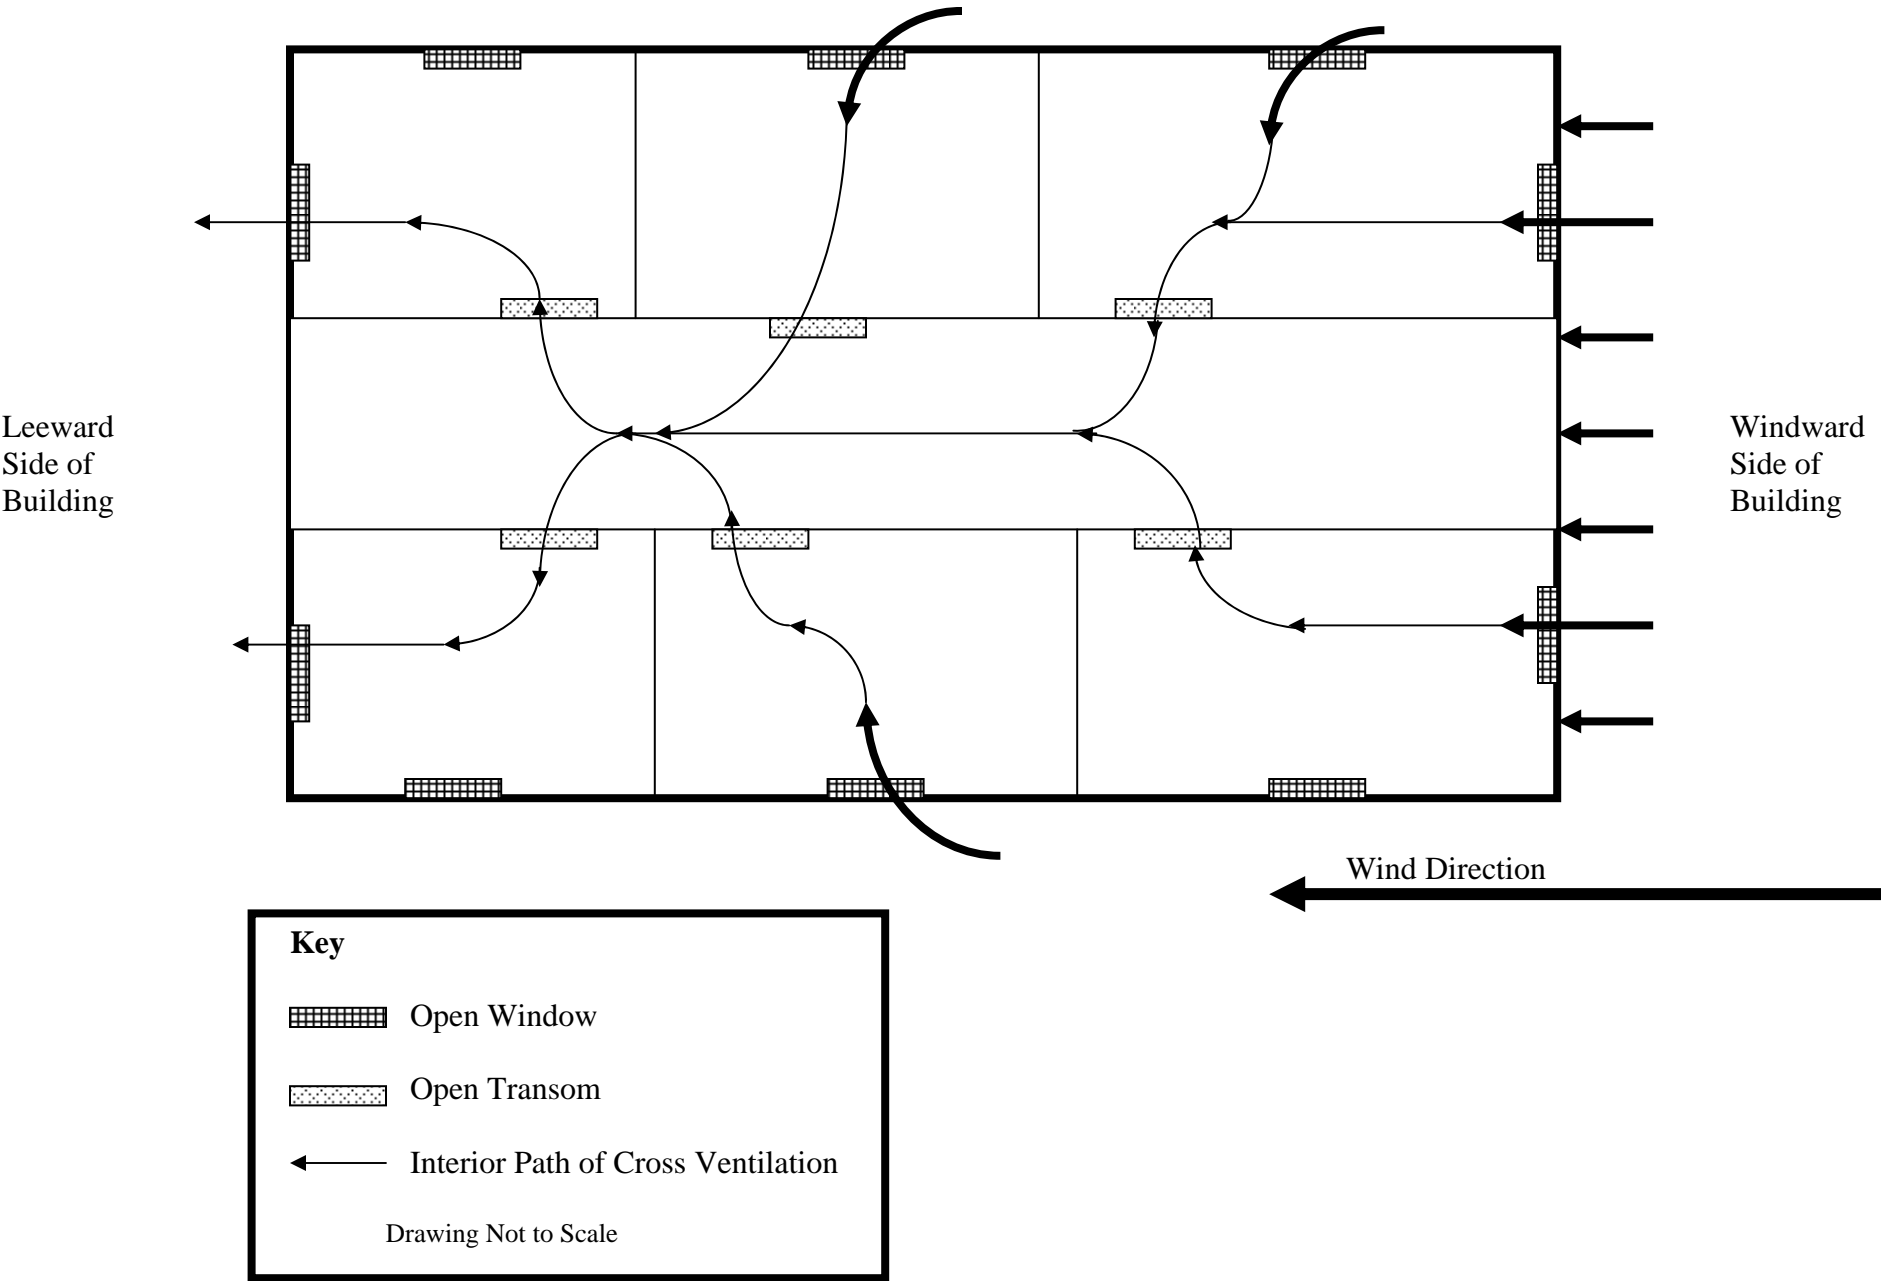 Leeward
Side of
Building
Windward
Side of
Building
Wind Direction
Key
Open Window
Open Transom
Interior Path of Cross Ventilation
Drawing Not to Scale